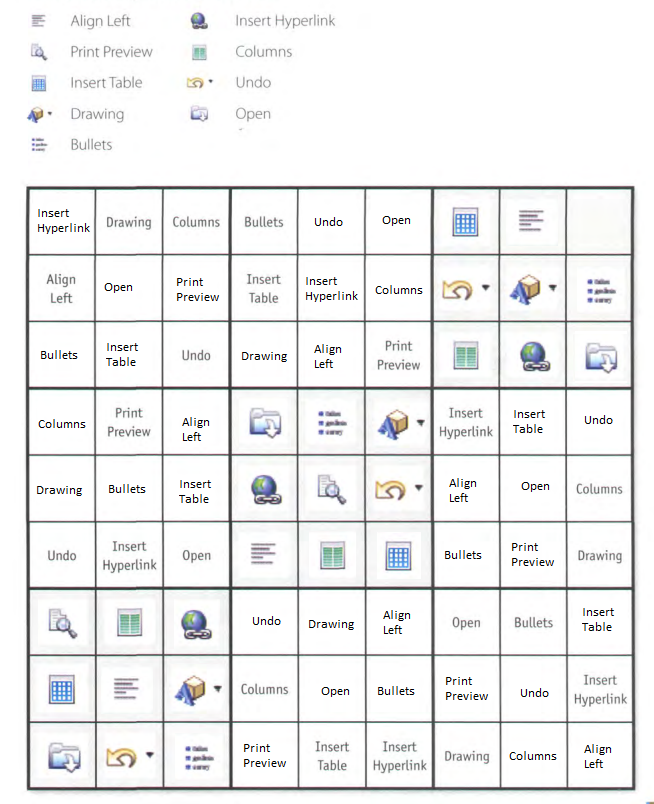 Align Left Insert Hyperlink
Print Preview Columns
Insert Table Undo
Drawing Open
Bullets
Insert Hyperlink Drawing Columns Bullets Undo Open
Align Left Open Print Preview Insert Table Insert Hyperlink Columns
Bullets Insert Table Undo Drawing Align Left Print Preview
Columns Print Preview Align Left Insert Hyperlink Insert Table Undo
Drawing Bullets Insert Table Align Left Open Columns
Undo Insert Hyperlink Open Bullets Print Preview Drawing
Undo Drawing Align Left Open Bullets Insert Table
Columns Open Bullets Print Preview Undo Insert Hyperlink
Print Preview Insert Table Insert Hyperlink Drawing Columns Align Left